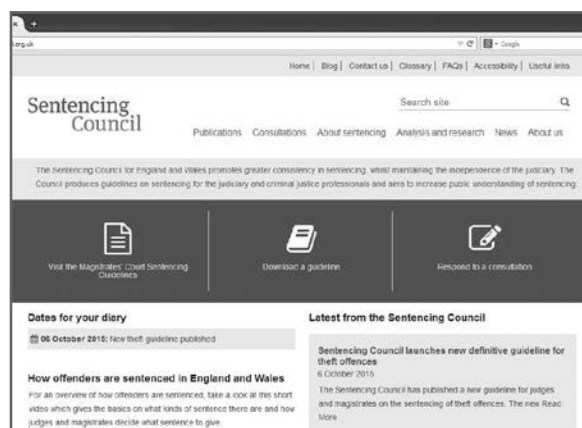 .org.uk
Google
Home | Blog | Contact us | Glossary | FAQs | Accessibility | Useful links
Sentencing
Council
Search site
Publications Consultations About sentencing Analysis and research News About us
The Sentencing Council for England and Wales promotes greater consistency in sentencing, whilst maintaining the independence of the judiciary. The
Council produces guidelines on sentencing for the judiciary and criminal justice professionals and aims to increase public understanding of sentencing.
Visit the Magistrates' Court Sentencing
Guidelines
Download a guideline
Respond to a consultation
Dates for your diary
06 October 2015: New theft guideline published
How offenders are sentenced in England and Wales
For an overview of how offenders are sentenced, take a look at this short
video which gives the basics on what kinds of sentence there are and how
judges and magistrates decide what sentence to give.
Latest from the Sentencing Council
Sentencing Council launches new definitive guideline for
theft offences
6 October 2015
The Sentencing Council has published a new guideline for judges
and magistrates on the sentencing of theft offences. The new Read
More